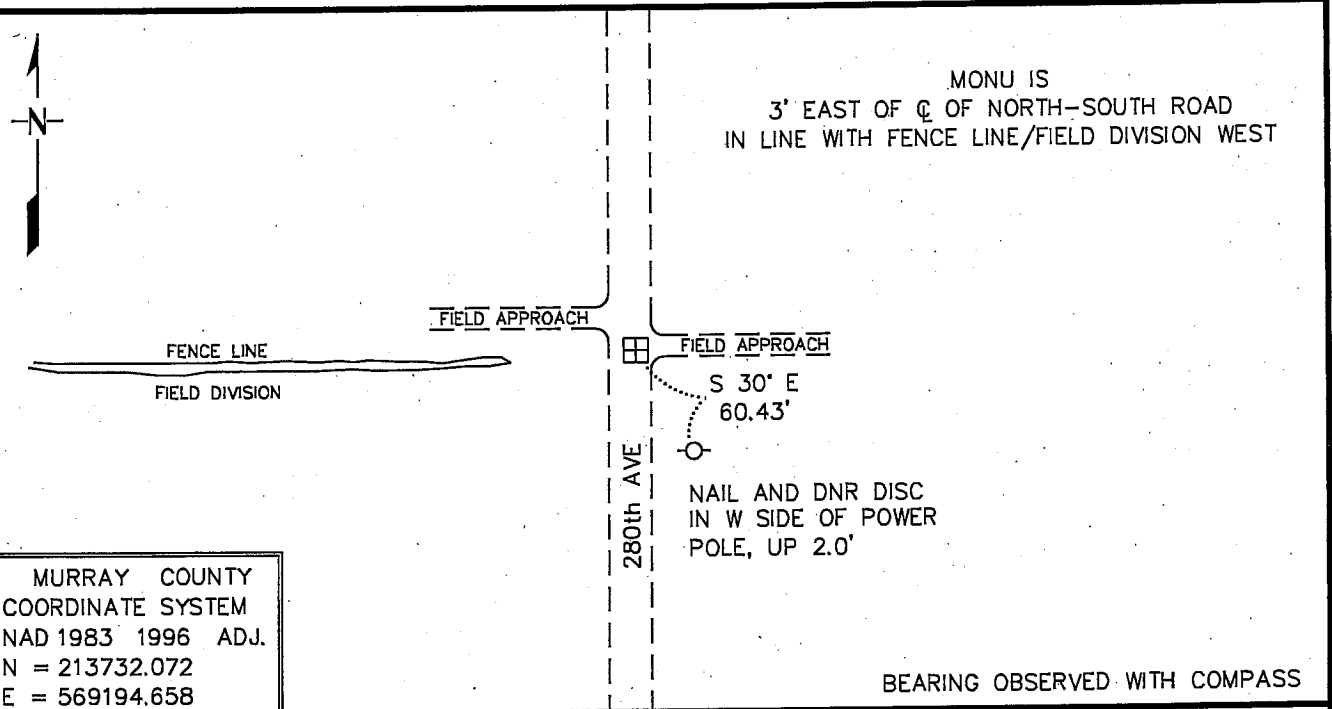 N
MONU IS
3' EAST OF ℄ OF NORTH-SOUTH ROAD
IN LINE WITH FENCE LINE/FIELD DIVISION WEST
FIELD APPROACH
FIELD APPROACH
FENCE LINE
FIELD DIVISION
S 30° E
60.43'
280th AVE
NAIL AND DNR DISC
IN W SIDE OF POWER
POLE, UP 2.0'
MURRAY COUNTY
COORDINATE SYSTEM
NAD 1983 1996 ADJ.
N = 213732.072
E = 569194.658
BEARING OBSERVED WITH COMPASS